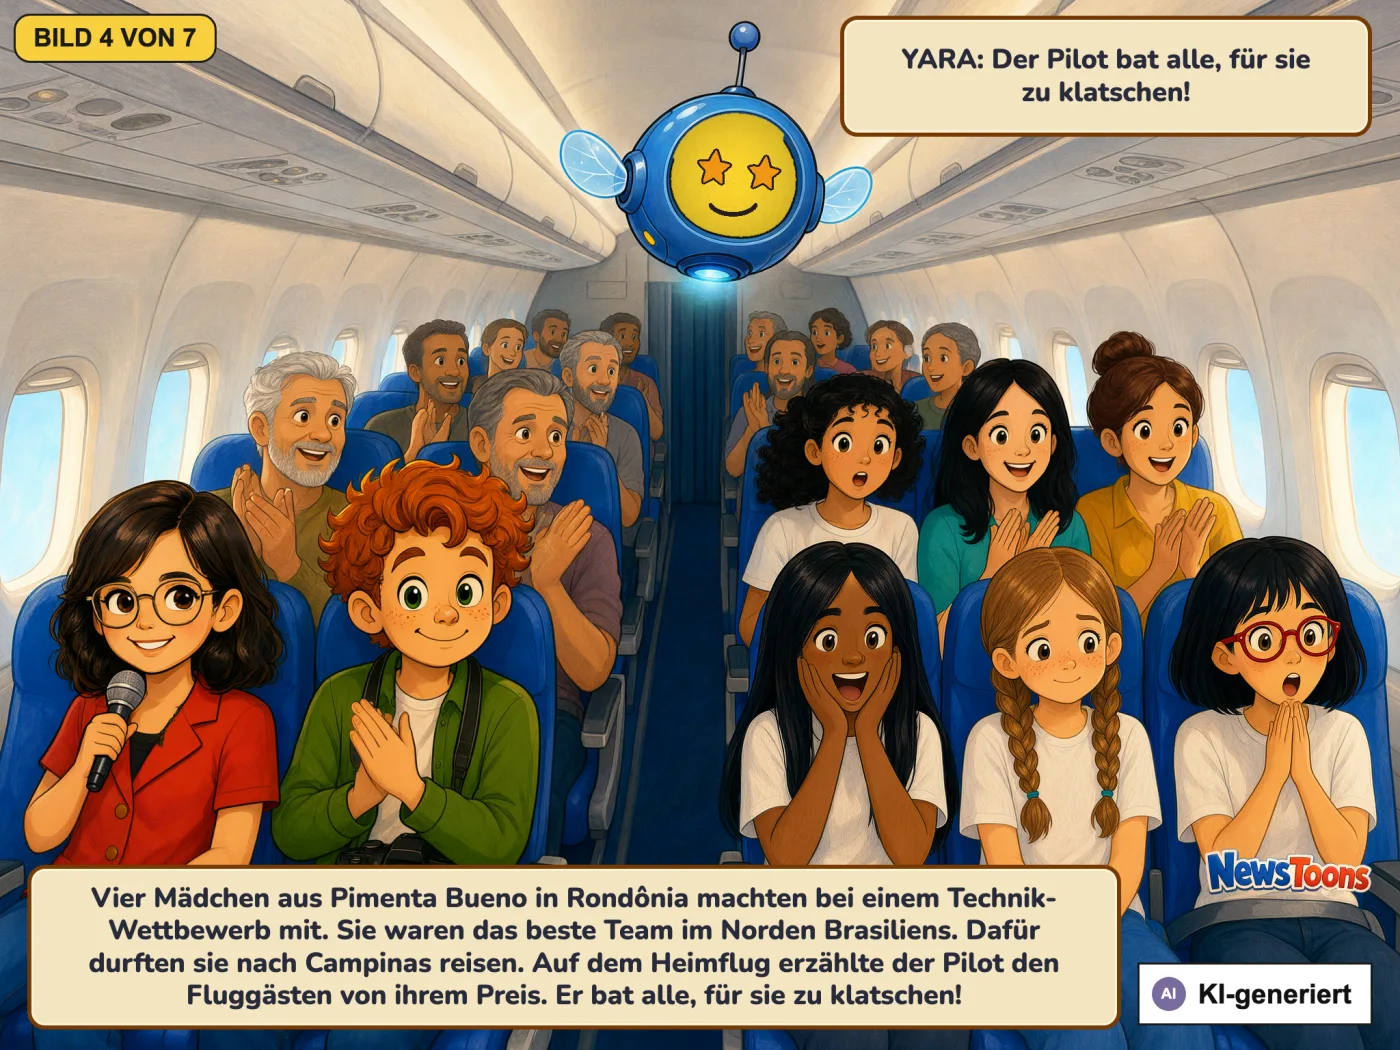 BILD 4 VON 7
YARA: Der Pilot bat alle, für sie
zu klatschen!
Vier Mädchen aus Pimenta Bueno in Rondônia machten bei einem Technik-
Wettbewerb mit. Sie waren das beste Team im Norden Brasiliens. Dafür
durften sie nach Campinas reisen. Auf dem Heimflug erzählte der Pilot den
Fluggästen von ihrem Preis. Er bat alle, für sie zu klatschen!
NewsToons
AI KI-generiert